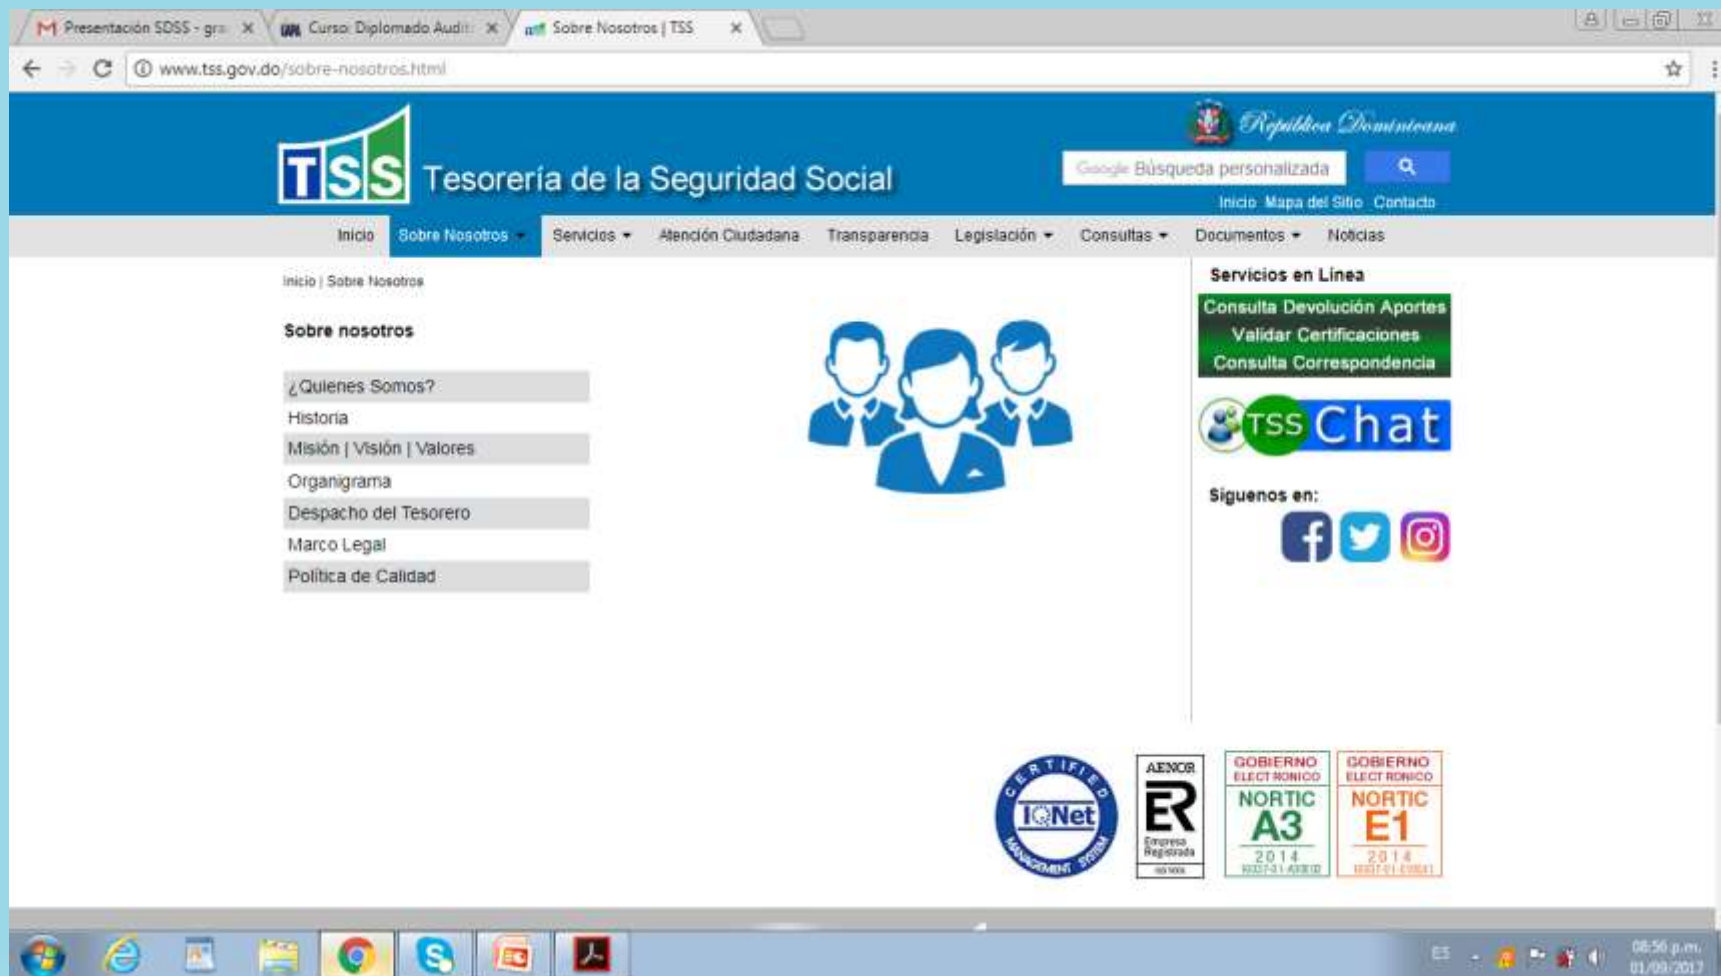 Presentación SDSS - gra
Curso: Diplomado Audit
Sobre Nosotros | TSS
www.tss.gov.do/sobre-nosotros.html
República Dominicana
TSS Tesorería de la Seguridad Social
Google Búsqueda personalizada
Inicio Mapa del Sitio Contacto
Inicio Sobre Nosotros Servicios Atención Ciudadana Transparencia Legislación Consultas Documentos Noticias
Inicio | Sobre Nosotros
Sobre nosotros
¿Quienes Somos?
Historia
Misión | Visión | Valores
Organigrama
Despacho del Tesorero
Marco Legal
Política de Calidad
Servicios en Línea
Consulta Devolución Aportes
Validar Certificaciones
Consulta Correspondencia
TSS Chat
Síguenos en:
CERTIFIED
IQNet
MANAGEMENT SYSTEM
AENOR
ER
Empresa
Registrada
GOBIERNO
ELECTRONICO
NORTIC
A3
2014
GOBIERNO
ELECTRONICO
NORTIC
E1
2014
ES
08:56 p.m.
01/09/2017